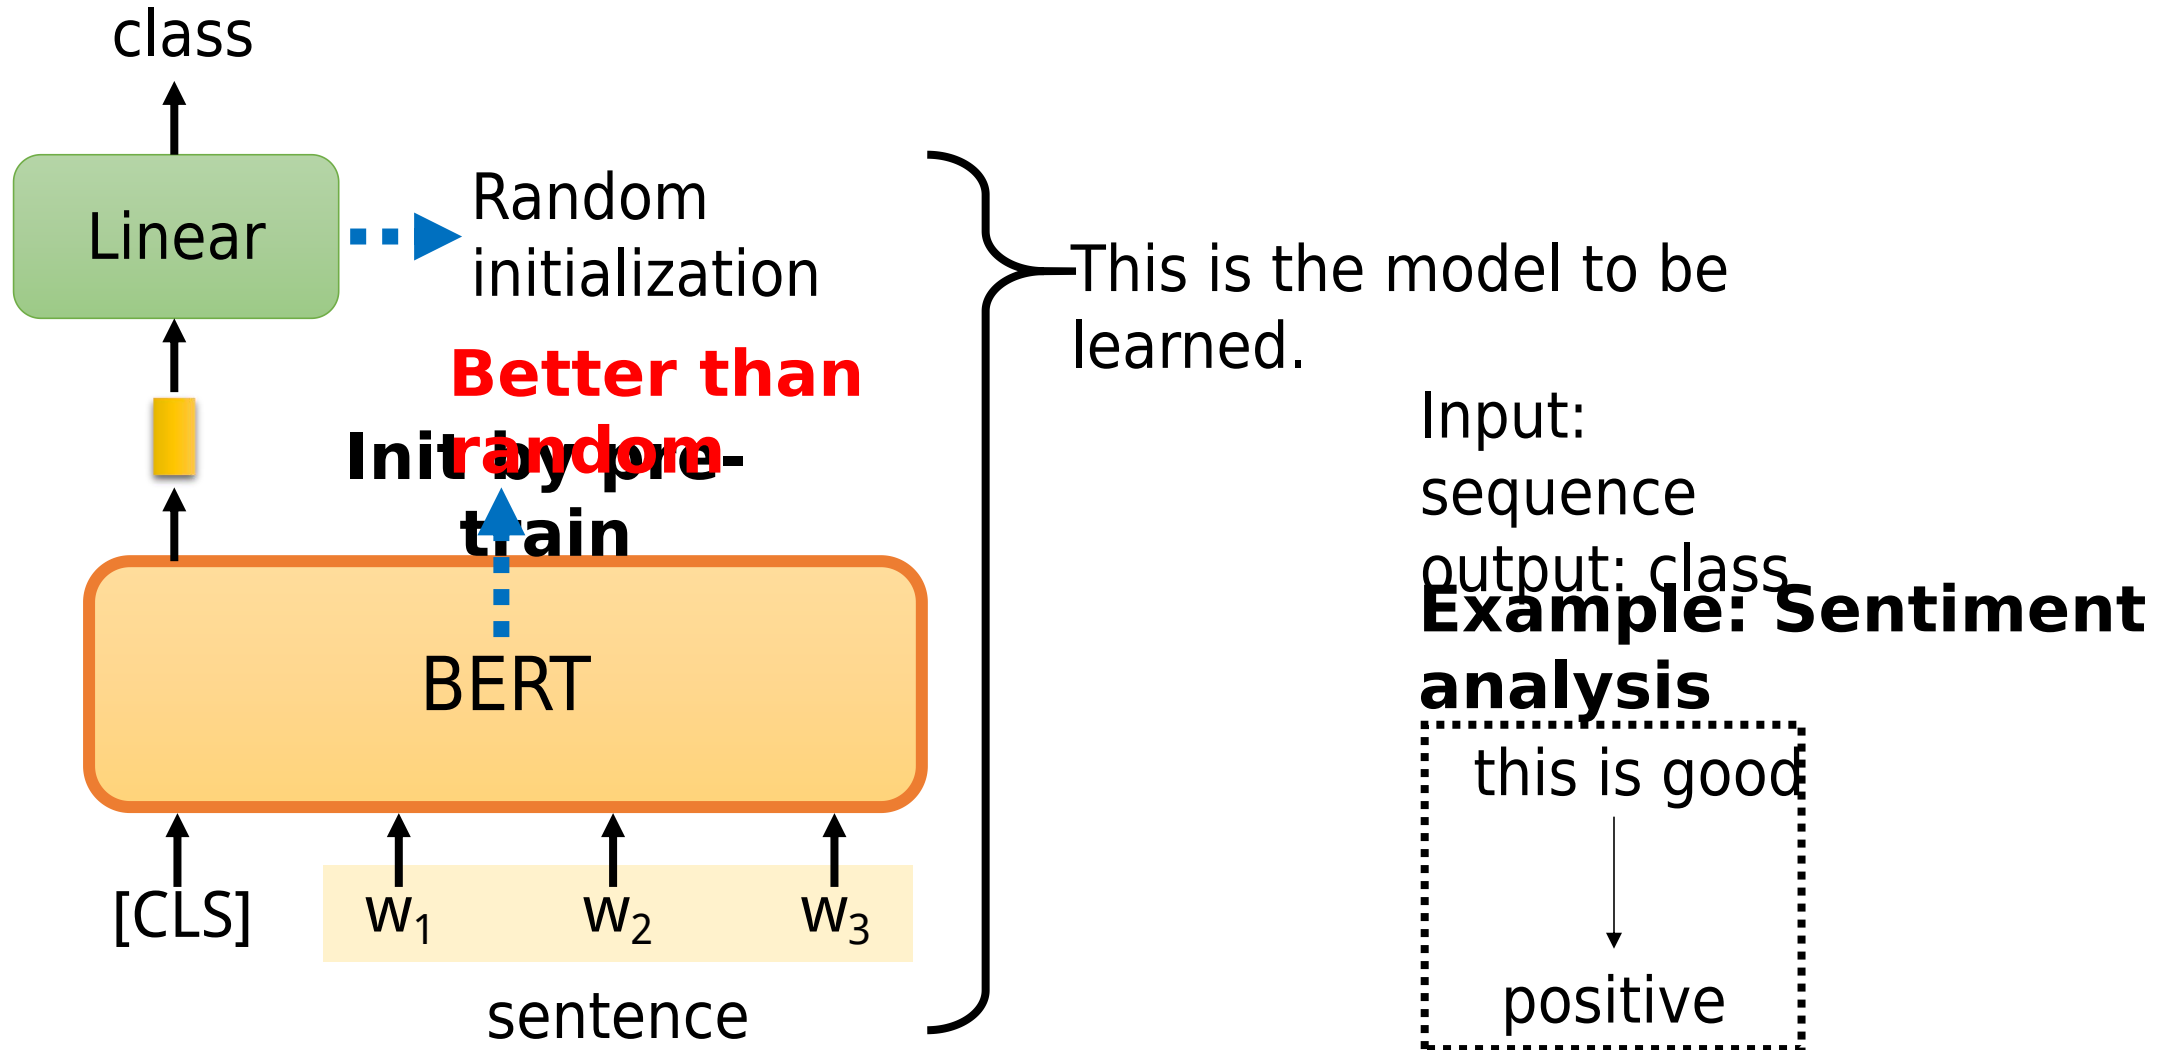 class
Linear
Random
initialization
Better than
random
Init by pre-
train
BERT
[CLS]
w1
w2
w3
sentence
This is the model to be
learned.
Input:
sequence
output: class
Example: Sentiment
analysis
this is good
positive